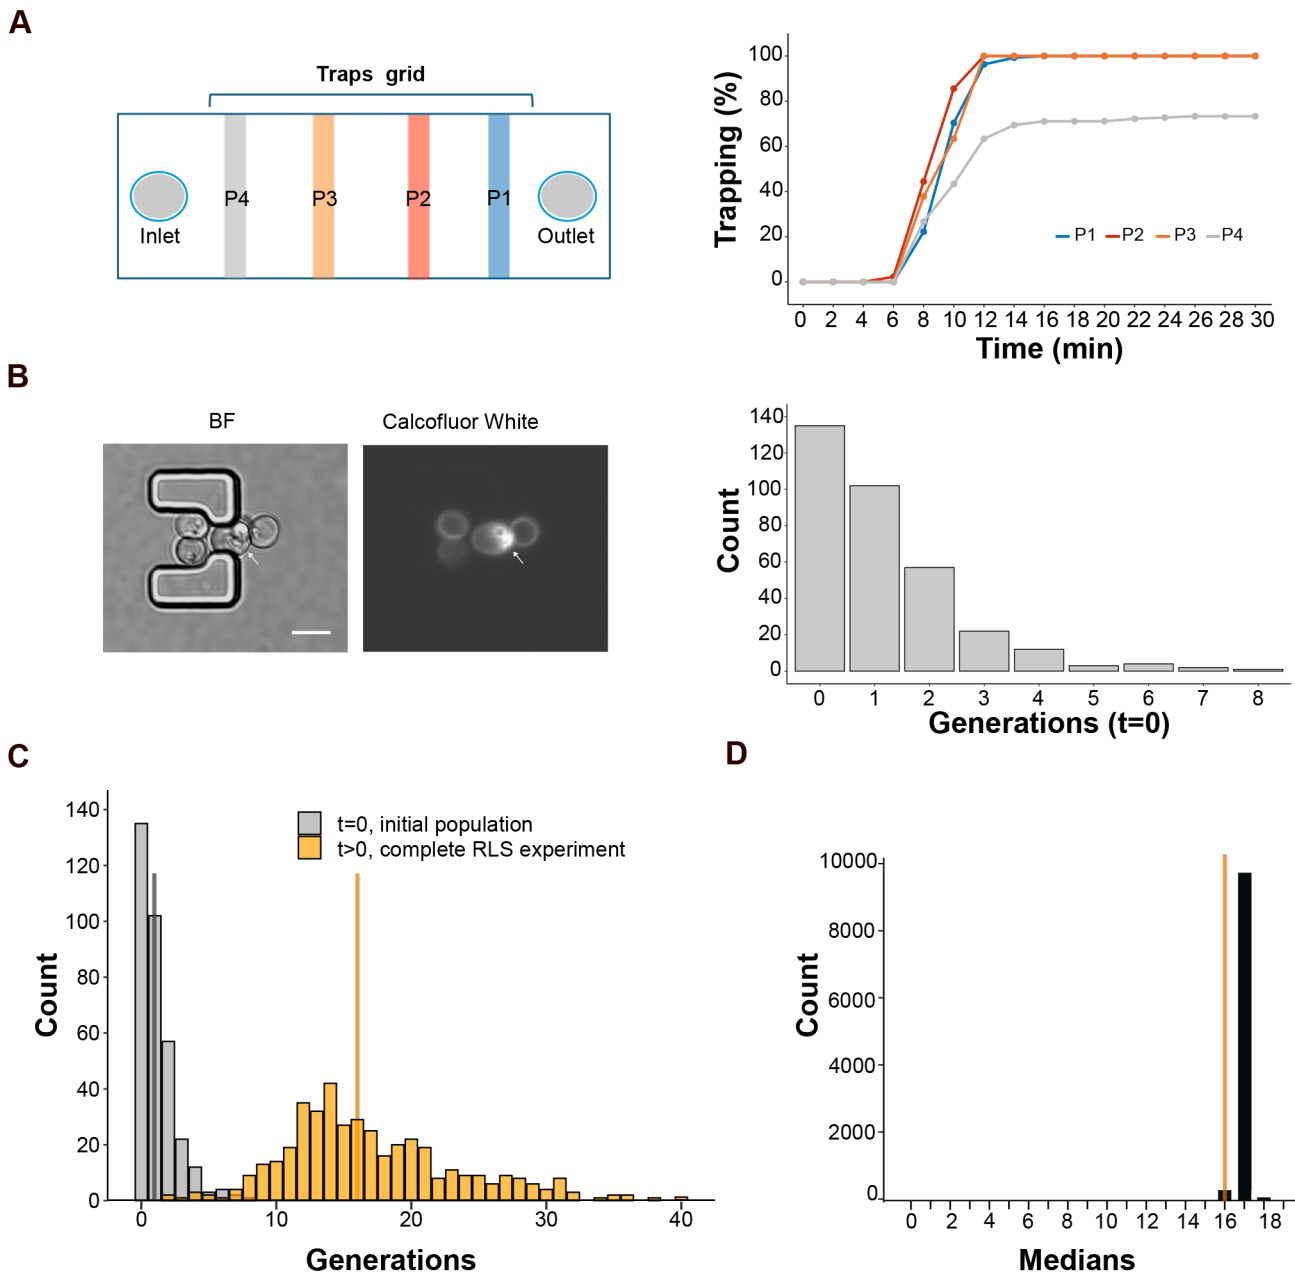 A
Traps grid
P4
P3
P2
P1
Inlet
Outlet
Trapping (%)
100
80
60
40
20
0
P1
P2
P3
P4
0 2 4 6 8 10 12 14 16 18 20 22 24 26 28 30
Time (min)
B
BF
Calcofluor White
Count
140
120
100
80
60
40
20
0
0 1 2 3 4 5 6 7 8
Generations (t=0)
C
t=0, initial population
t>0, complete RLS experiment
Count
140
120
100
80
60
40
20
0
0 10 20 30 40
Generations
D
Count
10000
8000
6000
4000
2000
0
0 2 4 6 8 10 12 14 16 18
Medians